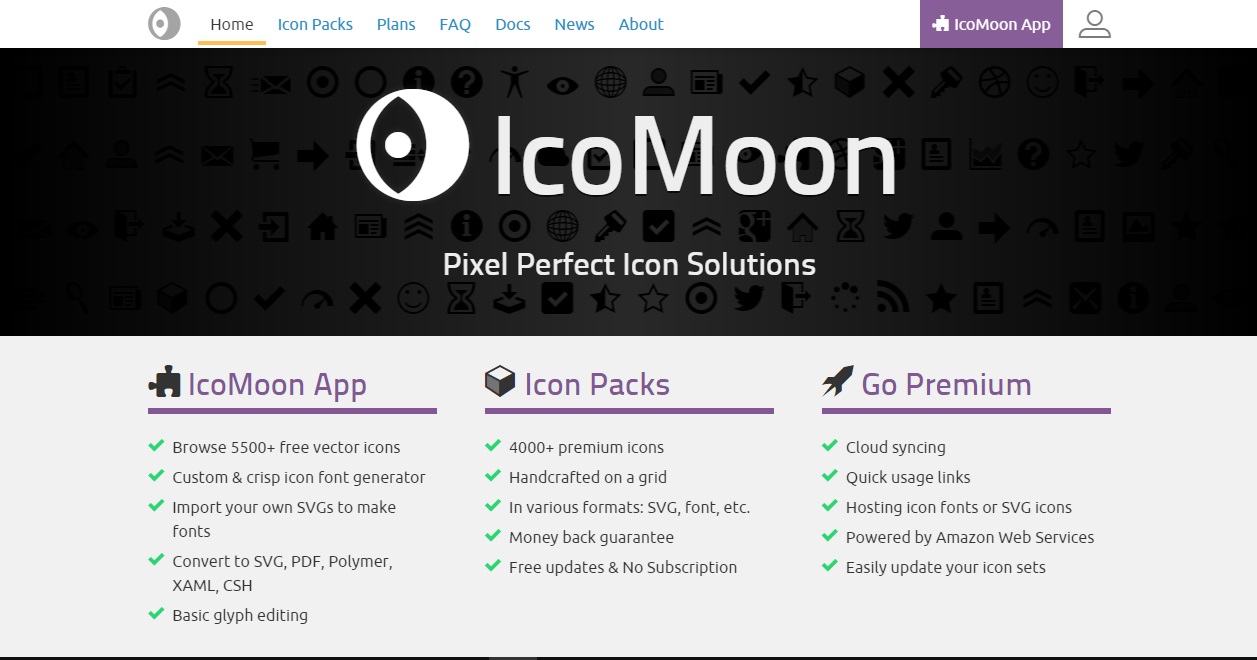 Home Icon Packs Plans FAQ Docs News About IcoMoon App
IcoMoon
Pixel Perfect Icon Solutions
IcoMoon App
Browse 5500+ free vector icons
Custom & crisp icon font generator
Import your own SVGs to make
fonts
Convert to SVG, PDF, Polymer,
XAML, CSH
Basic glyph editing
Icon Packs
4000+ premium icons
Handcrafted on a grid
In various formats: SVG, font, etc.
Money back guarantee
Free updates & No Subscription
Go Premium
Cloud syncing
Quick usage links
Hosting icon fonts or SVG icons
Powered by Amazon Web Services
Easily update your icon sets